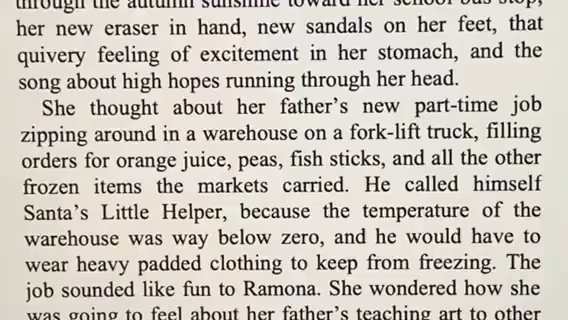 through the autumn sunshine toward her school bus stop,
her new eraser in hand, new sandals on her feet, that
quivery feeling of excitement in her stomach, and the
song about high hopes running through her head.
She thought about her father's new part-time job
zipping around in a warehouse on a fork-lift truck, filling
orders for orange juice, peas, fish sticks, and all the other
frozen items the markets carried. He called himself
Santa's Little Helper, because the temperature of the
warehouse was way below zero, and he would have to
wear heavy padded clothing to keep from freezing. The
job sounded like fun to Ramona. She wondered how she
was going to feel about her father's teaching art to other